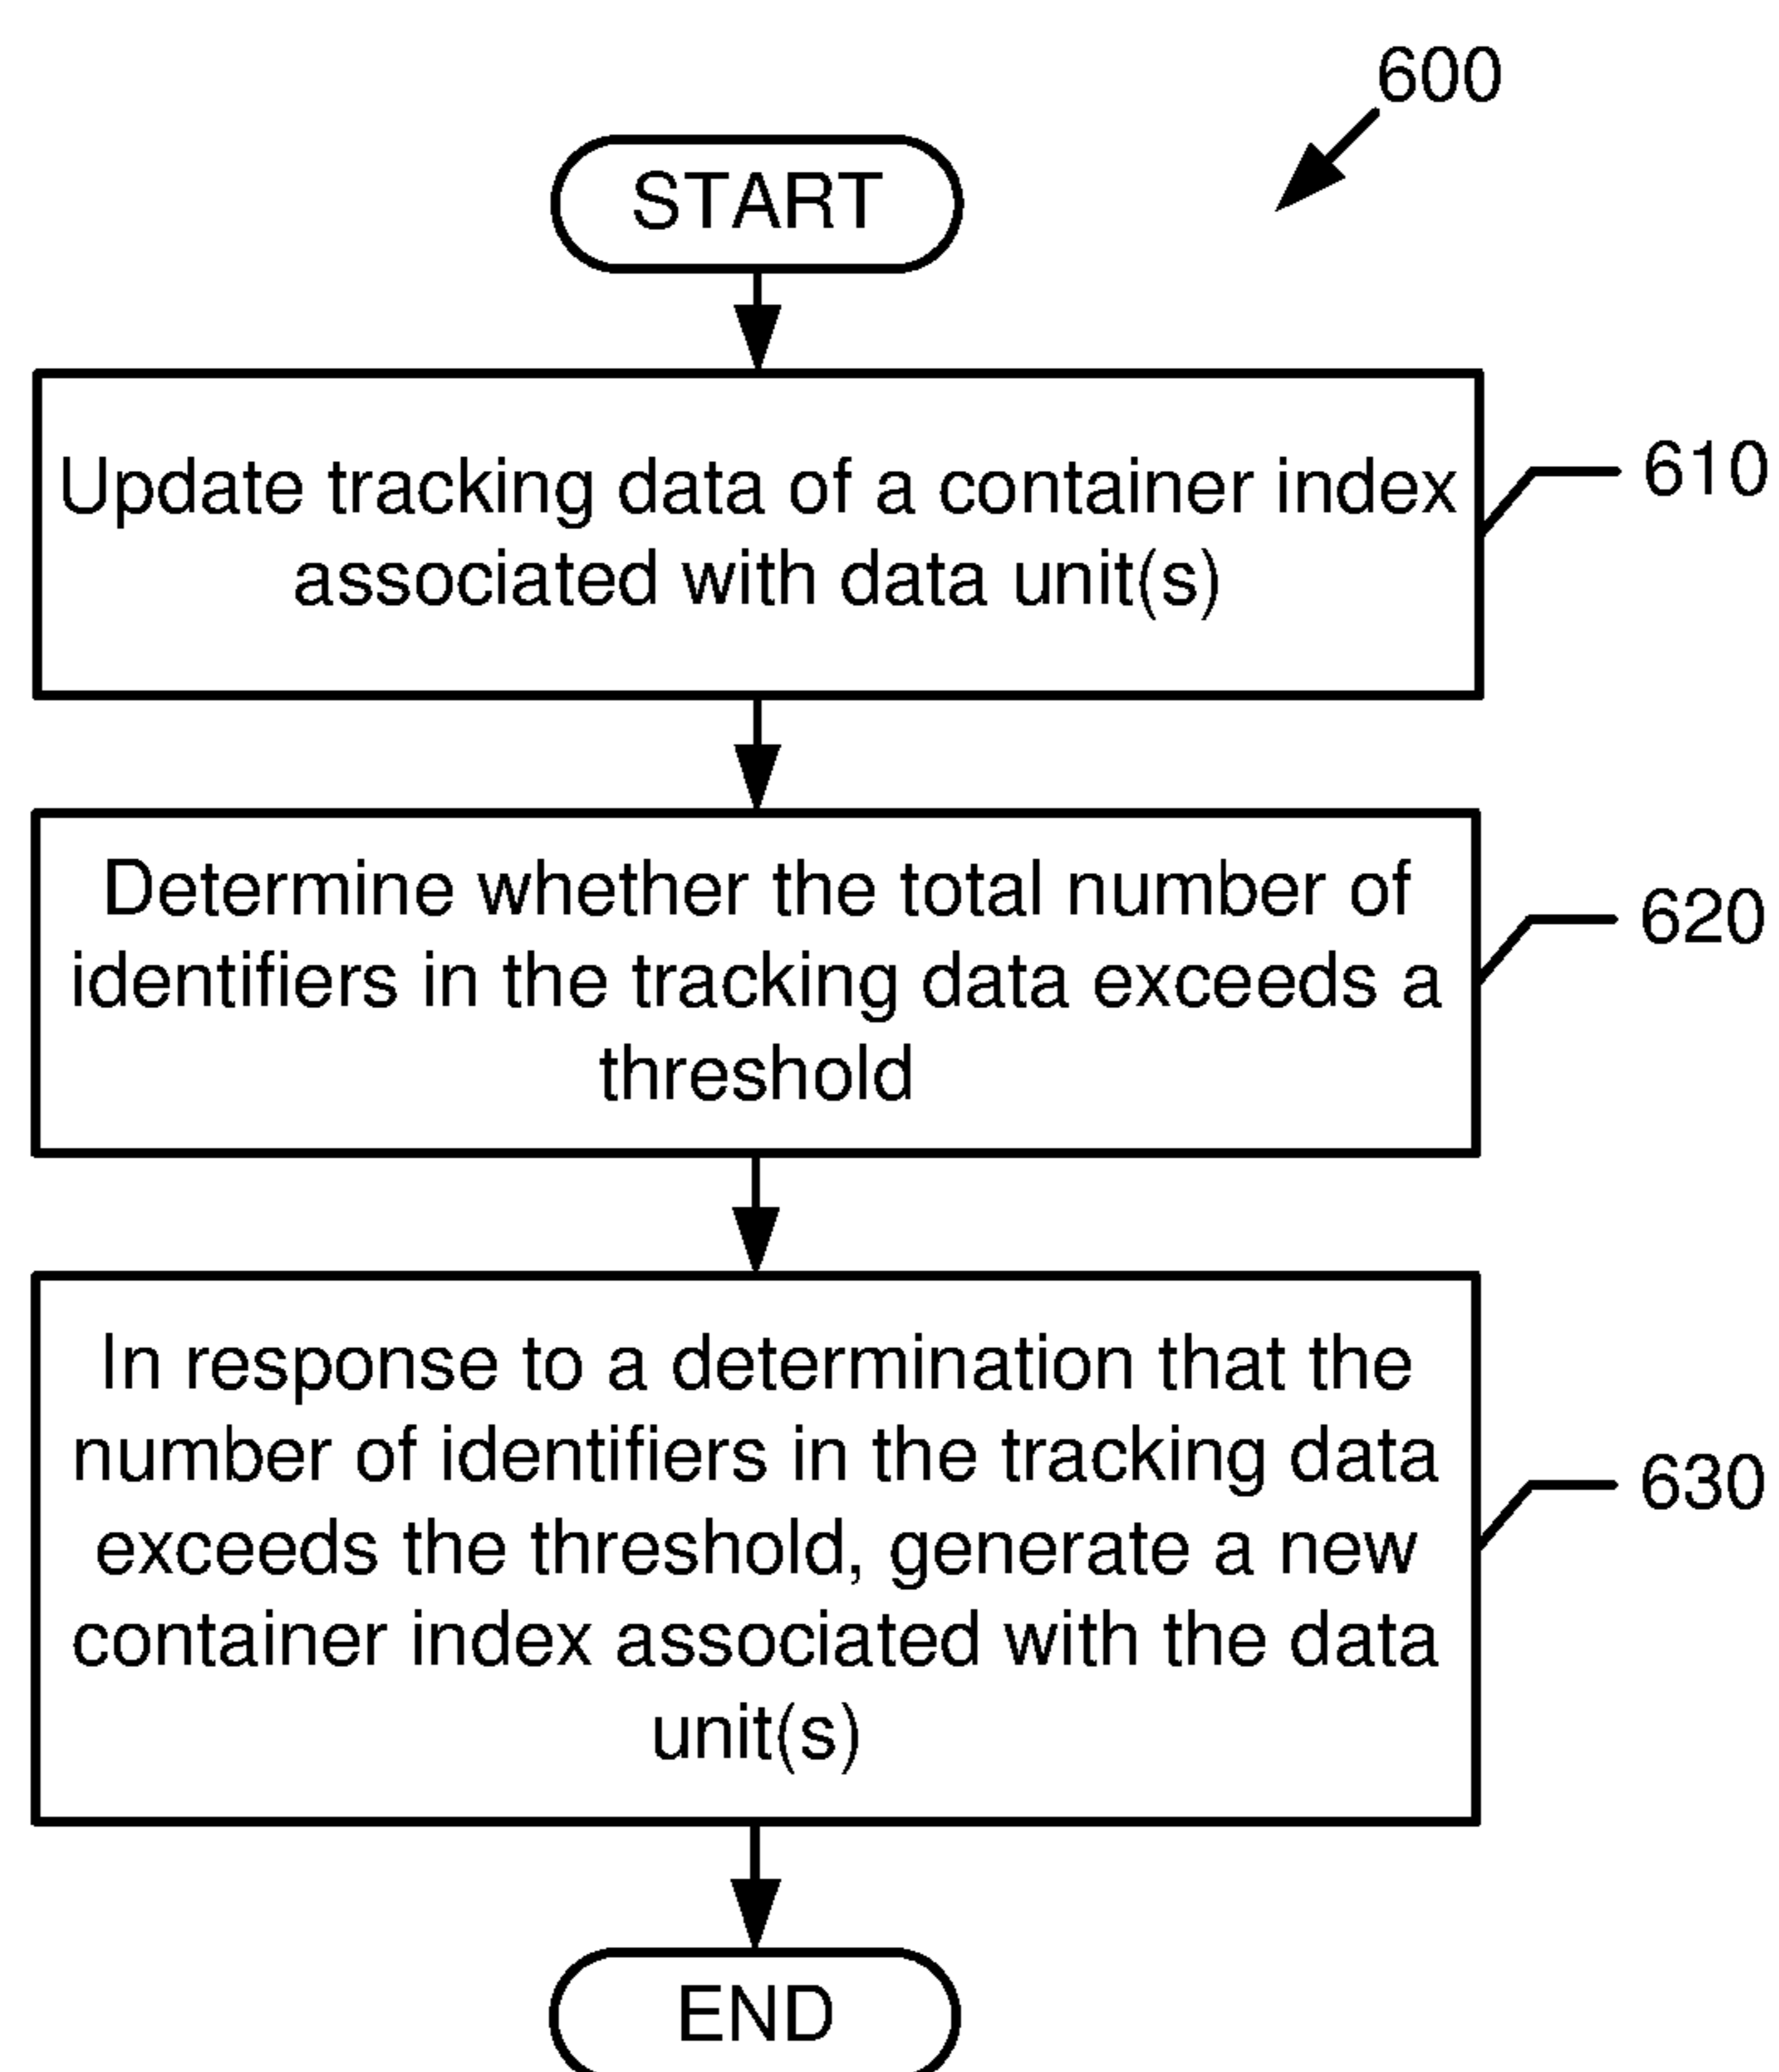 600
START
Update tracking data of a container index
associated with data unit(s)
610
Determine whether the total number of
identifiers in the tracking data exceeds a
threshold
620
In response to a determination that the
number of identifiers in the tracking data
exceeds the threshold, generate a new
container index associated with the data
unit(s)
630
END